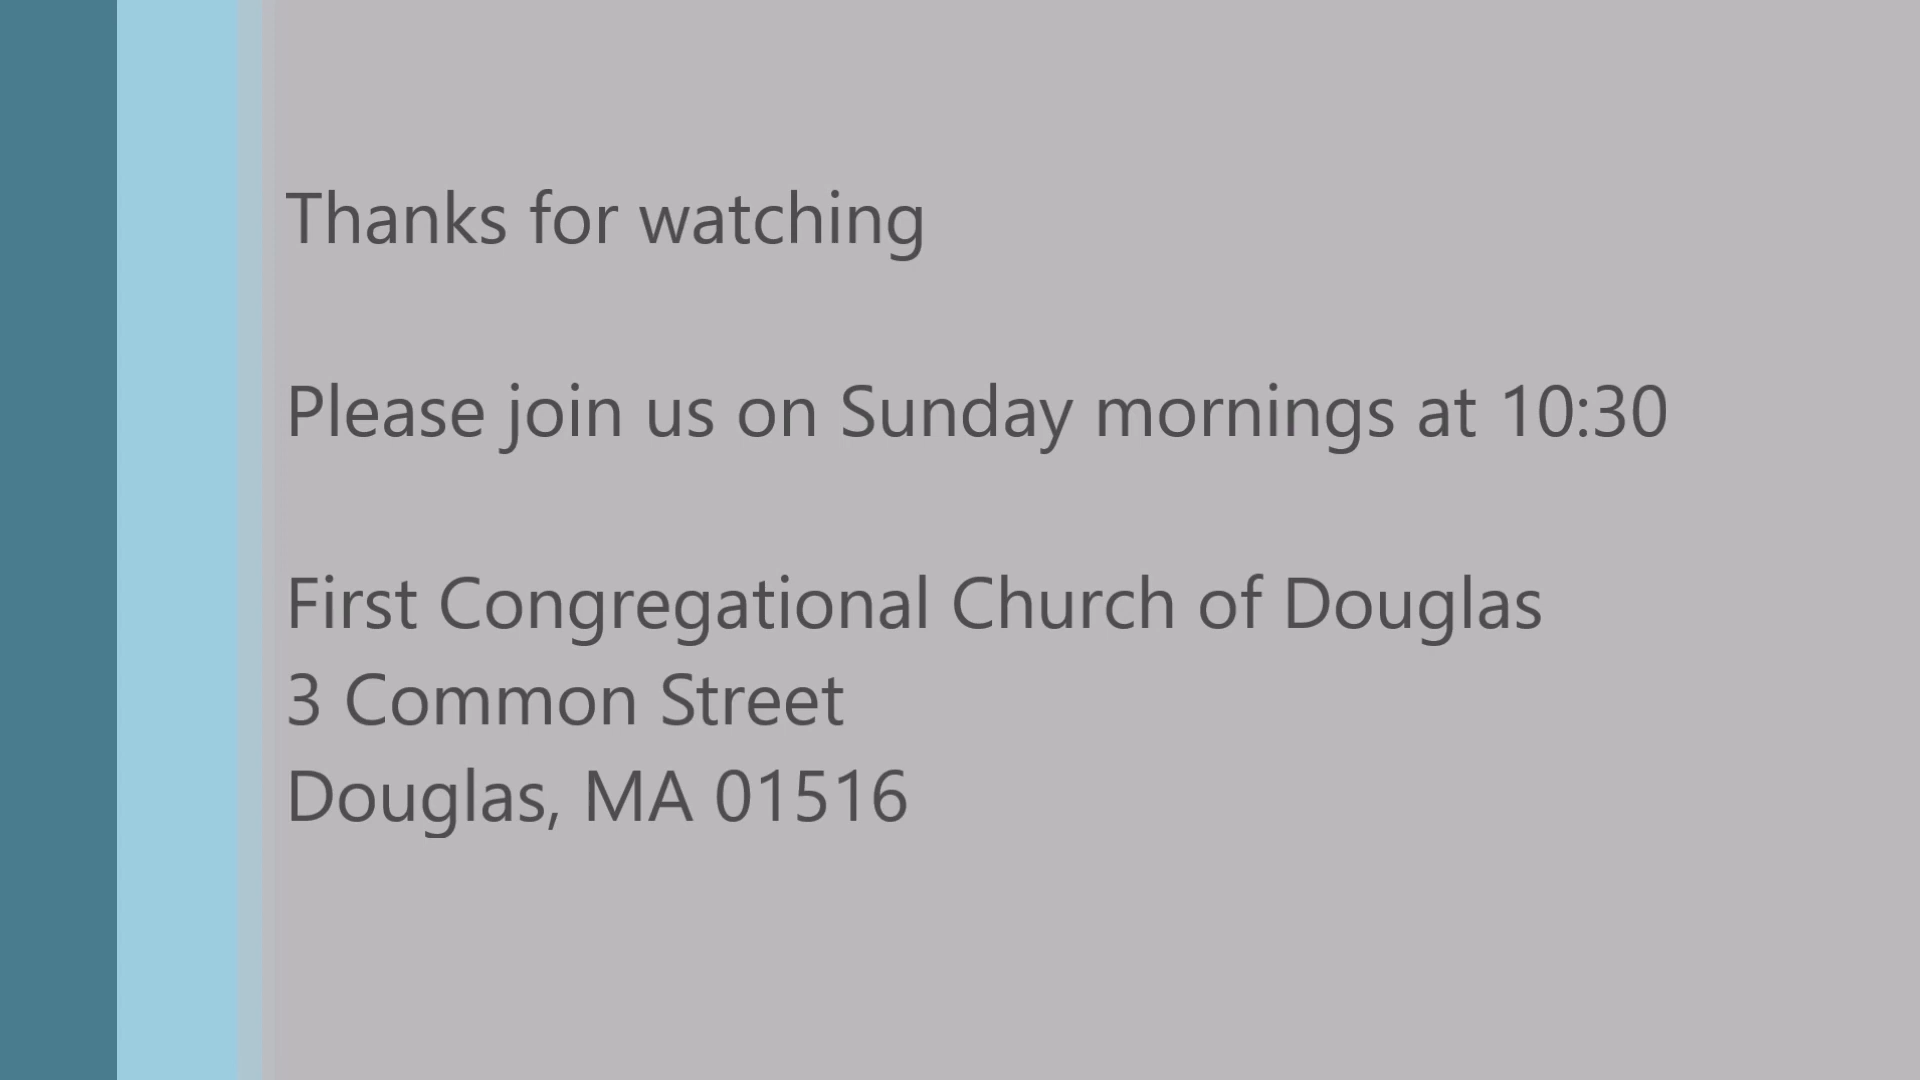 Thanks for watching
Please join us on Sunday mornings at 10:30
First Congregational Church of Douglas
3 Common Street
Douglas, MA 01516